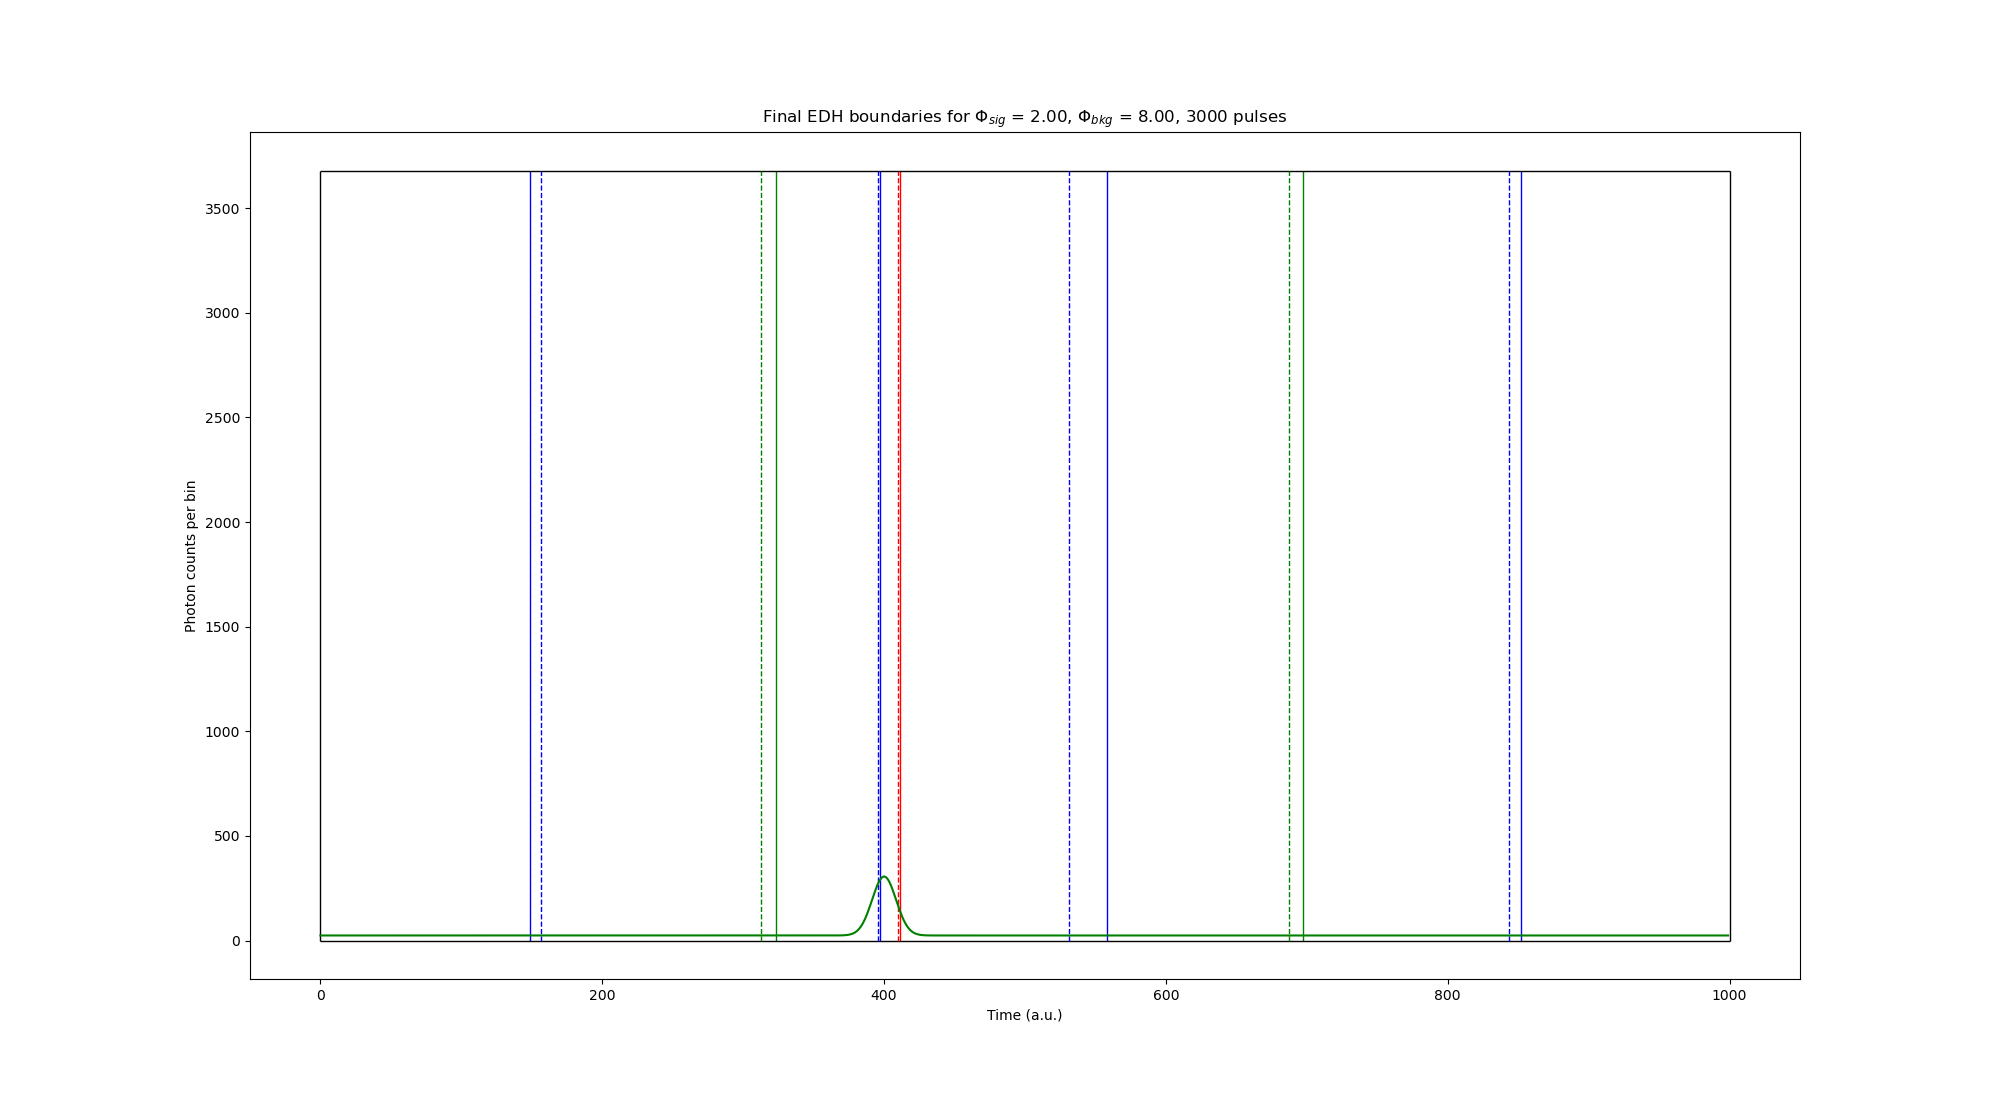 Final EDH boundaries for Φsig = 2.00, Φbkg = 8.00, 3000 pulses
Photon counts per bin
3500
3000
2500
2000
1500
1000
500
0
0 200 400 600 800 1000
Time (a.u.)